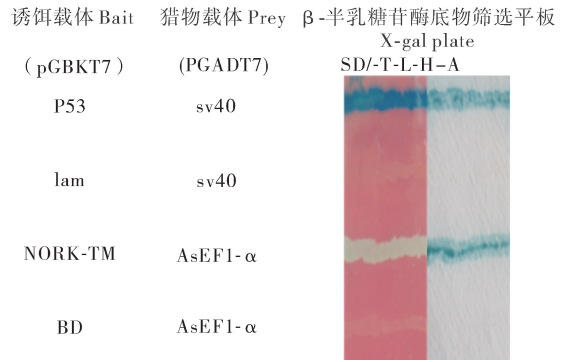 诱饵载体 Bait 猎物载体 Prey β-半乳糖苷酶底物筛选平板
X-gal plate
（pGBKT7） (PGADT7) SD/-T-L-H-A
P53 sv40
lam sv40
NORK-TM AsEF1-α
BD AsEF1-α